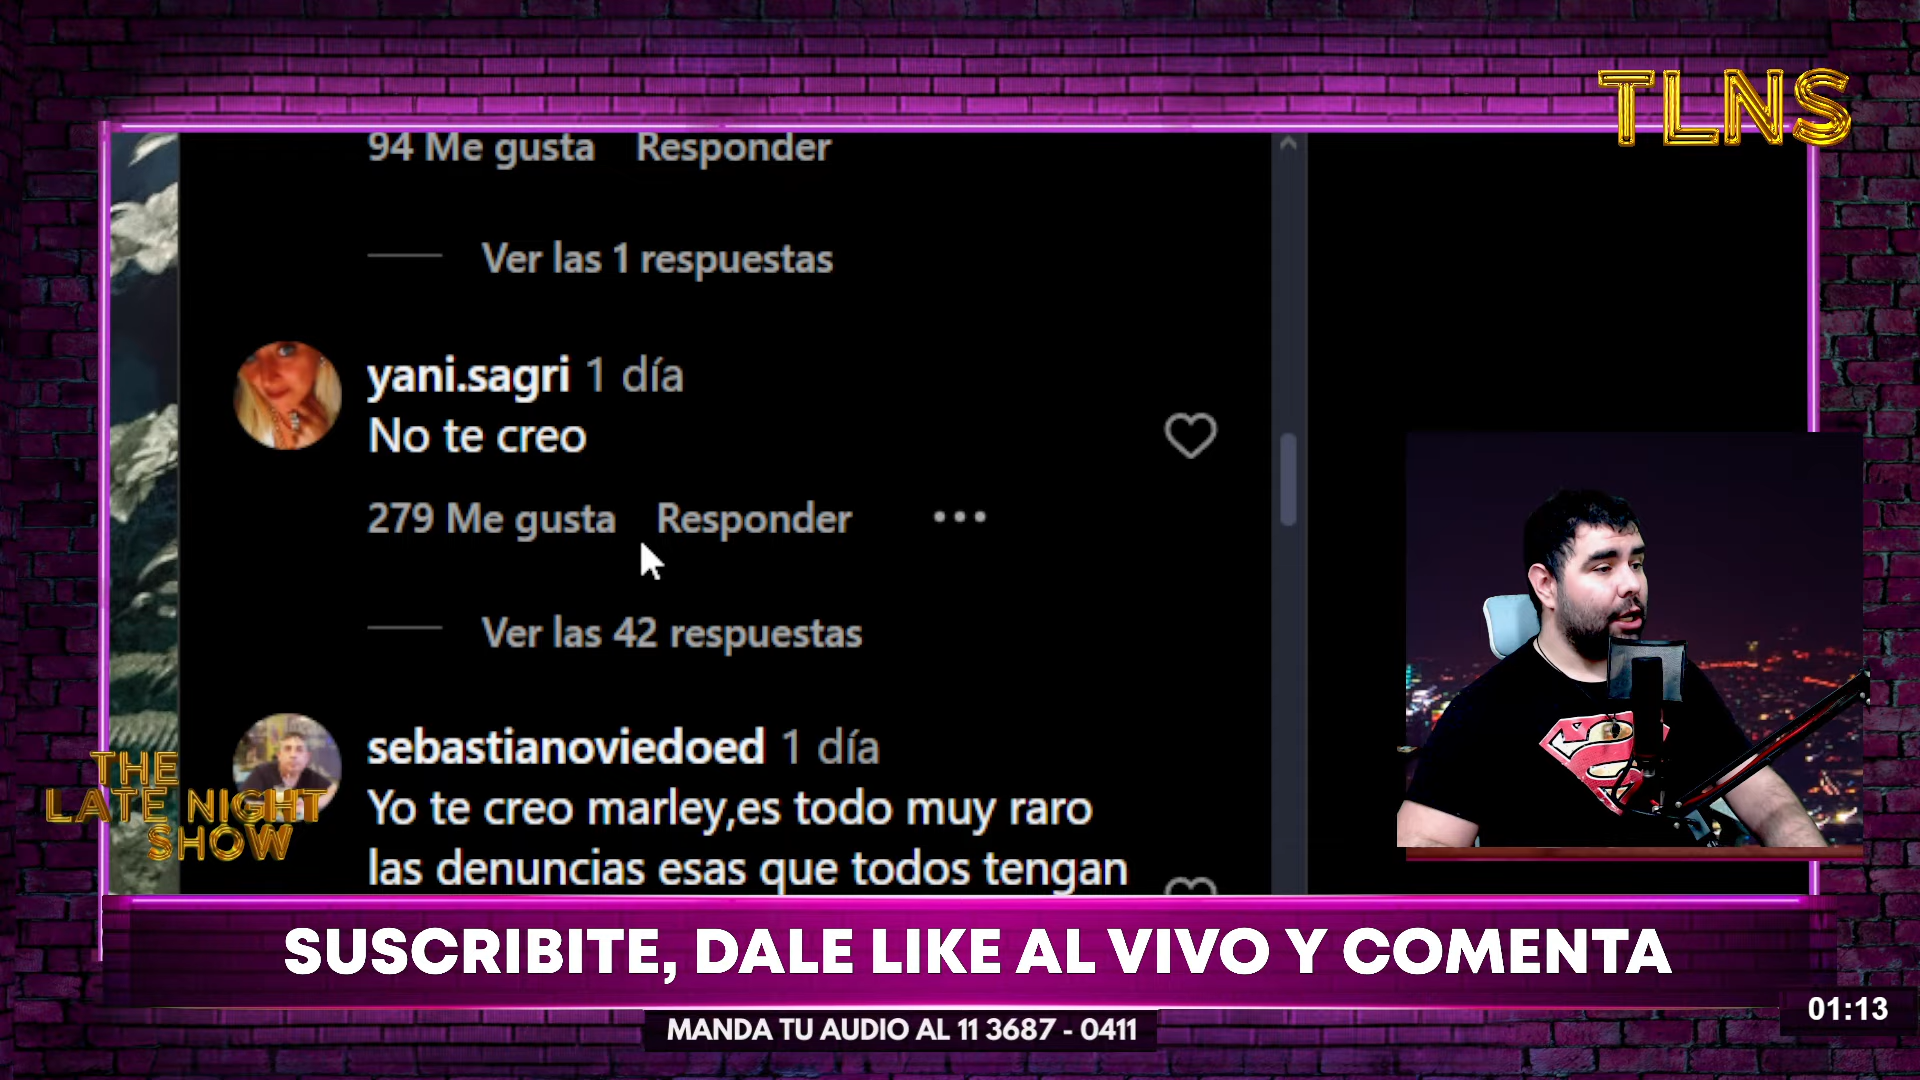 TLNS
94 Me gusta Responder
Ver las 1 respuestas
yani.sagri 1 día
No te creo
279 Me gusta Responder
Ver las 42 respuestas
sebastianoviedoed 1 día
Yo te creo marley,es todo muy raro
las denuncias esas que todos tengan
THE
LATE NIGHT
SHOW
SUSCRIBITE, DALE LIKE AL VIVO Y COMENTA
01:13
MANDA TU AUDIO AL 11 3687 - 0411